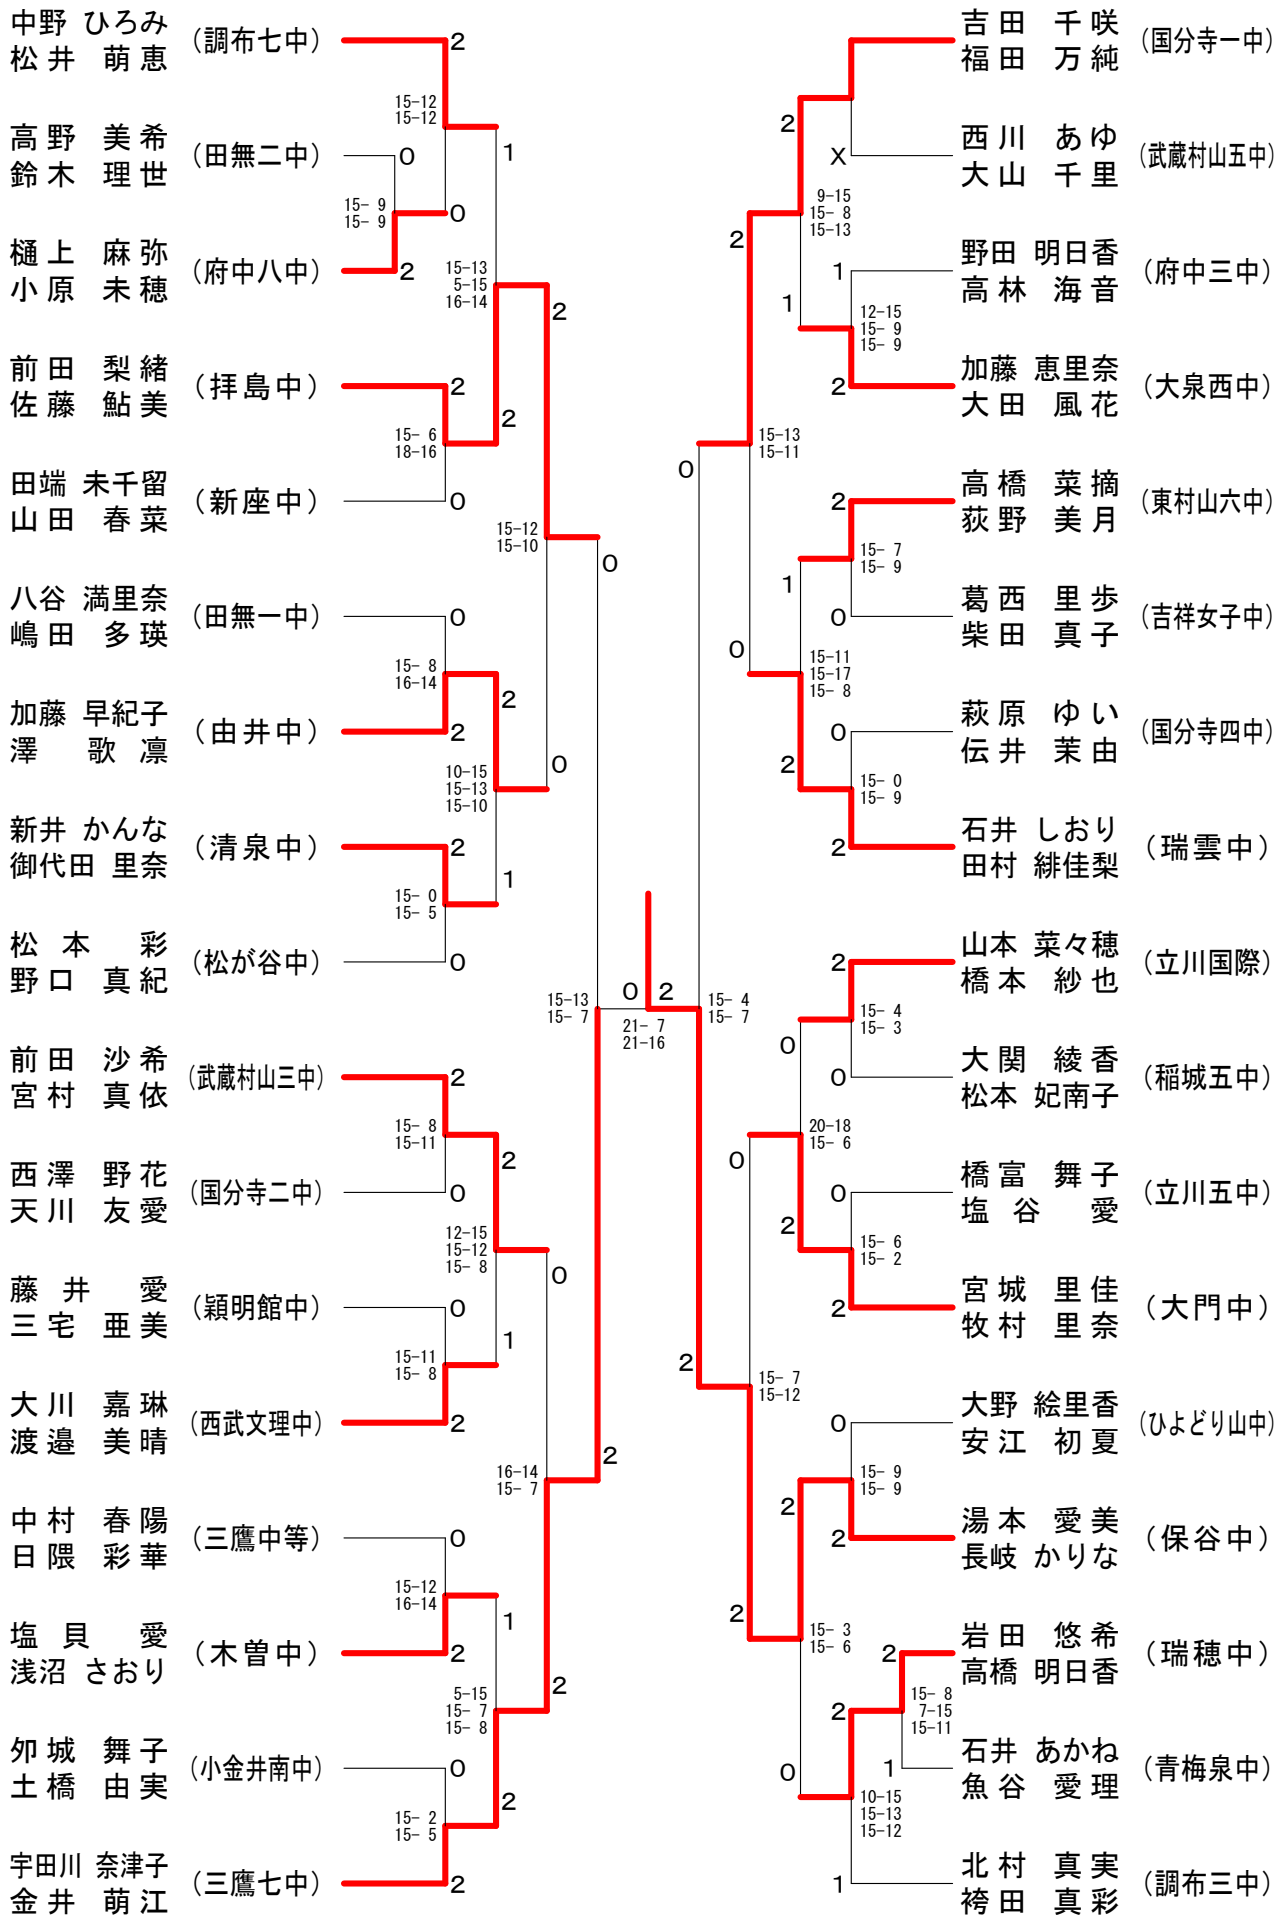 中野 ひろみ
松井 萌恵
(調布七中)
2
15-12
15-12
1
高野 美希
鈴木 理世
(田無二中)
0
15- 9
15- 9
0
樋上 麻弥
小原 未穂
(府中八中)
2
15-13
5-15
16-14
2
前田 梨緒
佐藤 鮎美
(拝島中)
2
2
15- 6
18-16
田端 未千留
山田 春菜
(新座中)
0
15-12
15-10
0
八谷 満里奈
嶋田 多瑛
(田無一中)
0
15- 8
16-14
2
加藤 早紀子
澤 歌凛
(由井中)
2
0
10-15
15-13
15-10
新井 かんな
御代田 里奈
(清泉中)
2
1
15- 0
15- 5
松本 彩
野口 真紀
(松が谷中)
0
15-13
15- 7
0
2
21- 7
21-16
前田 沙希
宮村 真依
(武蔵村山三中)
2
15- 8
15-11
2
西澤 野花
天川 友愛
(国分寺二中)
0
12-15
15-12
15- 8
0
藤井 愛
三宅 亜美
(穎明館中)
0
1
15-11
15- 8
大川 嘉琳
渡邉 美晴
(西武文理中)
2
16-14
15- 7
2
中村 春陽
日隈 彩華
(三鷹中等)
0
15-12
16-14
1
塩貝 愛
浅沼 さおり
(木曽中)
2
2
5-15
15- 7
15- 8
夘城 舞子
土橋 由実
(小金井南中)
0
2
15- 2
15- 5
宇田川 奈津子
金井 萌江
(三鷹七中)
2
吉田 千咲
福田 万純
(国分寺一中)
2
X
西川 あゆ
大山 千里
(武蔵村山五中)
9-15
15- 8
15-13
2
野田 明日香
高林 海音
(府中三中)
1
1
12-15
15- 9
15- 9
加藤 恵里奈
大田 風花
(大泉西中)
2
15-13
15-11
0
高橋 菜摘
荻野 美月
(東村山六中)
2
15- 7
15- 9
1
葛西 里歩
柴田 真子
(吉祥女子中)
0
0
15-11
15-17
15- 8
萩原 ゆい
伝井 茉由
(国分寺四中)
0
2
15- 0
15- 9
石井 しおり
田村 緋佳梨
(瑞雲中)
2
山本 菜々穂
橋本 紗也
(立川国際)
2
15- 4
15- 7
15- 4
15- 3
0
大関 綾香
松本 妃南子
(稲城五中)
0
20-18
15- 6
0
橋富 舞子
塩谷 愛
(立川五中)
0
2
15- 6
15- 2
宮城 里佳
牧村 里奈
(大門中)
2
2
15- 7
15-12
大野 絵里香
安江 初夏
(ひよどり山中)
0
15- 9
15- 9
2
湯本 愛美
長岐 かりな
(保谷中)
2
2
15- 3
15- 6
岩田 悠希
高橋 明日香
(瑞穂中)
2
15- 8
7-15
15-11
2
石井 あかね
魚谷 愛理
(青梅泉中)
1
0
10-15
15-13
15-12
北村 真実
袴田 真彩
(調布三中)
1